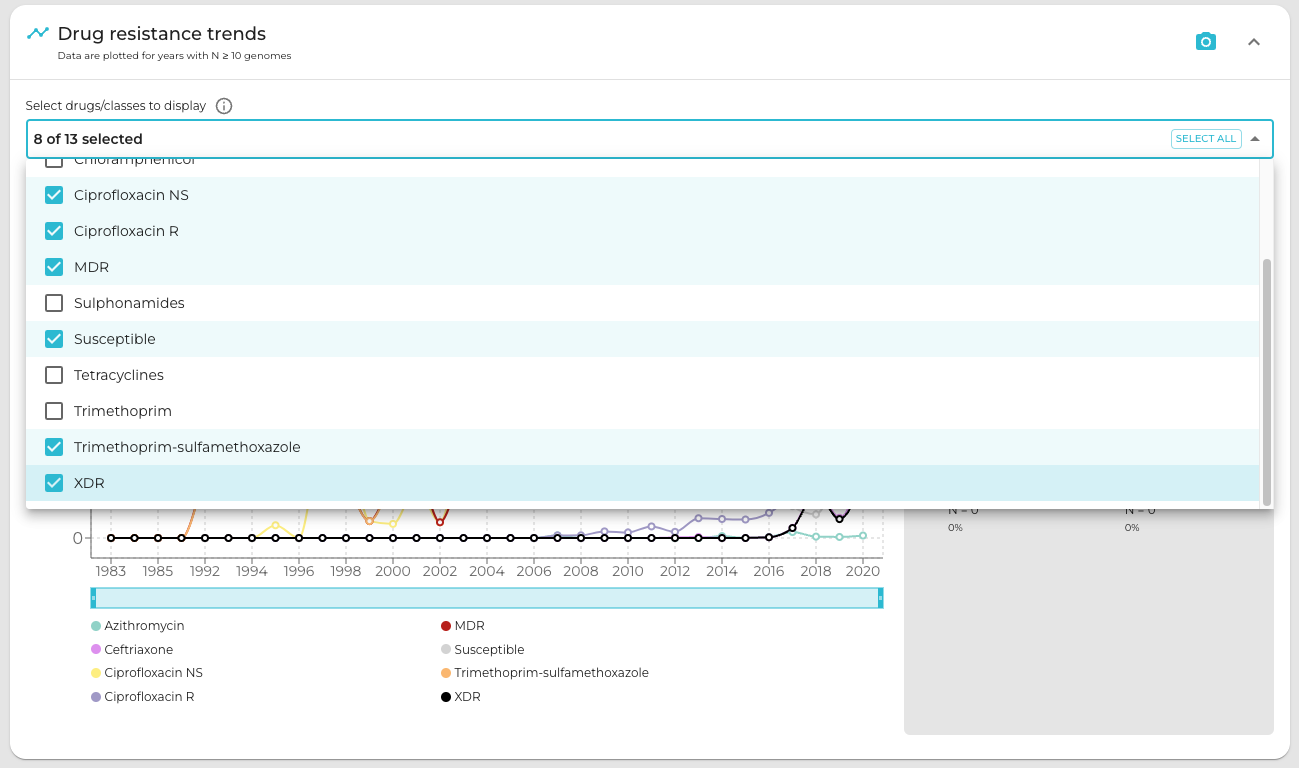 Drug resistance trends
Data are plotted for years with N ≥ 10 genomes
Select drugs/classes to display
8 of 13 selected
SELECT ALL
Chloramphenicol
Ciprofloxacin NS
Ciprofloxacin R
MDR
Sulphonamides
Susceptible
Tetracyclines
Trimethoprim
Trimethoprim-sulfamethoxazole
XDR
N = 0
N = 0
0%
0%
0
1983 1985 1992 1994 1996 1998 2000 2002 2004 2006 2008 2010 2012 2014 2016 2018 2020
Azithromycin
Ceftriaxone
Ciprofloxacin NS
Ciprofloxacin R
MDR
Susceptible
Trimethoprim-sulfamethoxazole
XDR